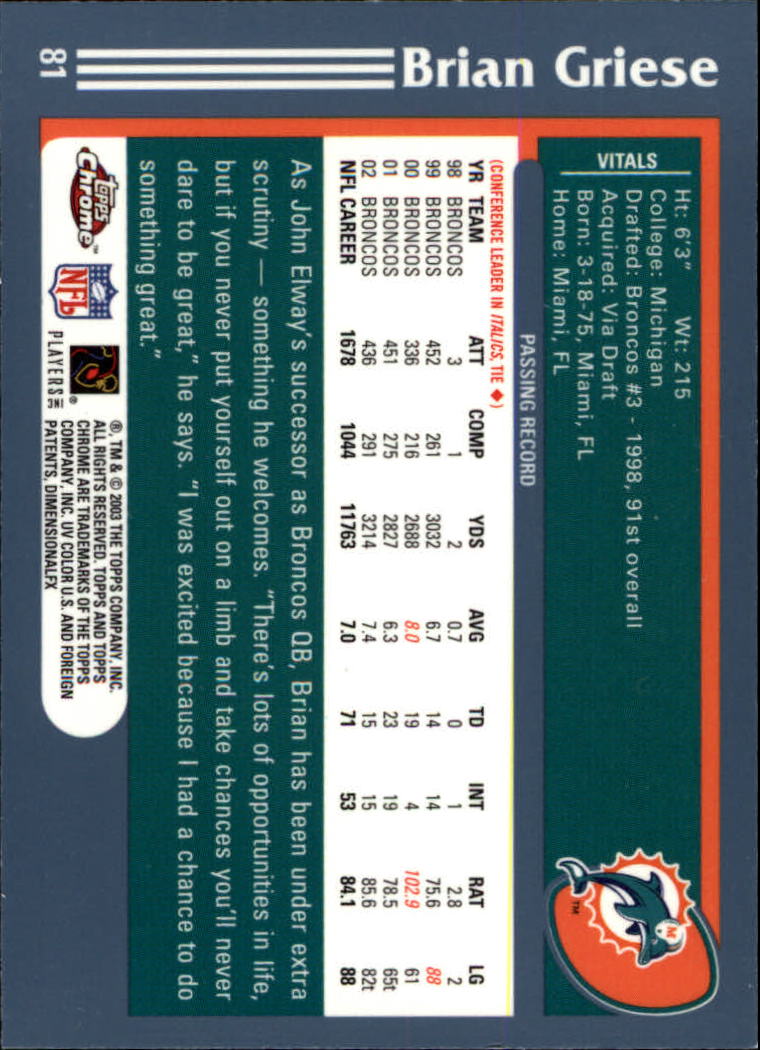 81
Brian Griese
VITALS
Ht: 6'3" Wt: 215
College: Michigan
Drafted: Broncos #3 - 1998, 91st overall
Acquired: Via Draft
Born: 3-18-75, Miami, FL
Home: Miami, FL
M
TM
PASSING RECORD
(CONFERENCE LEADER IN ITALICS, TIE ♦)
YR TEAM ATT COMP YDS AVG TD INT RAT LG
98 BRONCOS 3 1 2 0.7 0 1 2.8 2
99 BRONCOS 452 261 3032 6.7 14 14 75.6 88
00 BRONCOS 336 216 2688 8.0 19 4 102.9 61
01 BRONCOS 451 275 2827 6.3 23 19 78.5 65t
02 BRONCOS 436 291 3214 7.4 15 15 85.6 82t
NFL CAREER 1678 1044 11763 7.0 71 53 84.1 88
As John Elway's successor as Broncos QB, Brian has been under extra
scrutiny — something he welcomes. "There's lots of opportunities in life,
but if you never put yourself out on a limb and take chances you'll never
dare to be great," he says. "I was excited because I had a chance to do
something great."
topps
Chrome™
NFL
PLAYERS INC ®
®, TM & © 2003 THE TOPPS COMPANY, INC.
ALL RIGHTS RESERVED. TOPPS AND TOPPS
CHROME ARE TRADEMARKS OF THE TOPPS
COMPANY, INC. UV COLOR U.S. AND FOREIGN
PATENTS, DIMENSIONALFX